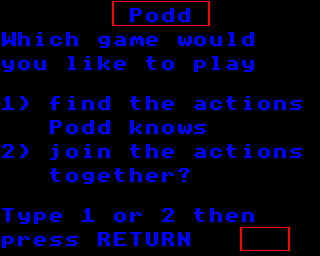 Podd
Which game would
you like to play
1) find the actions
Podd knows
2) join the actions
together?
Type 1 or 2 then
press RETURN